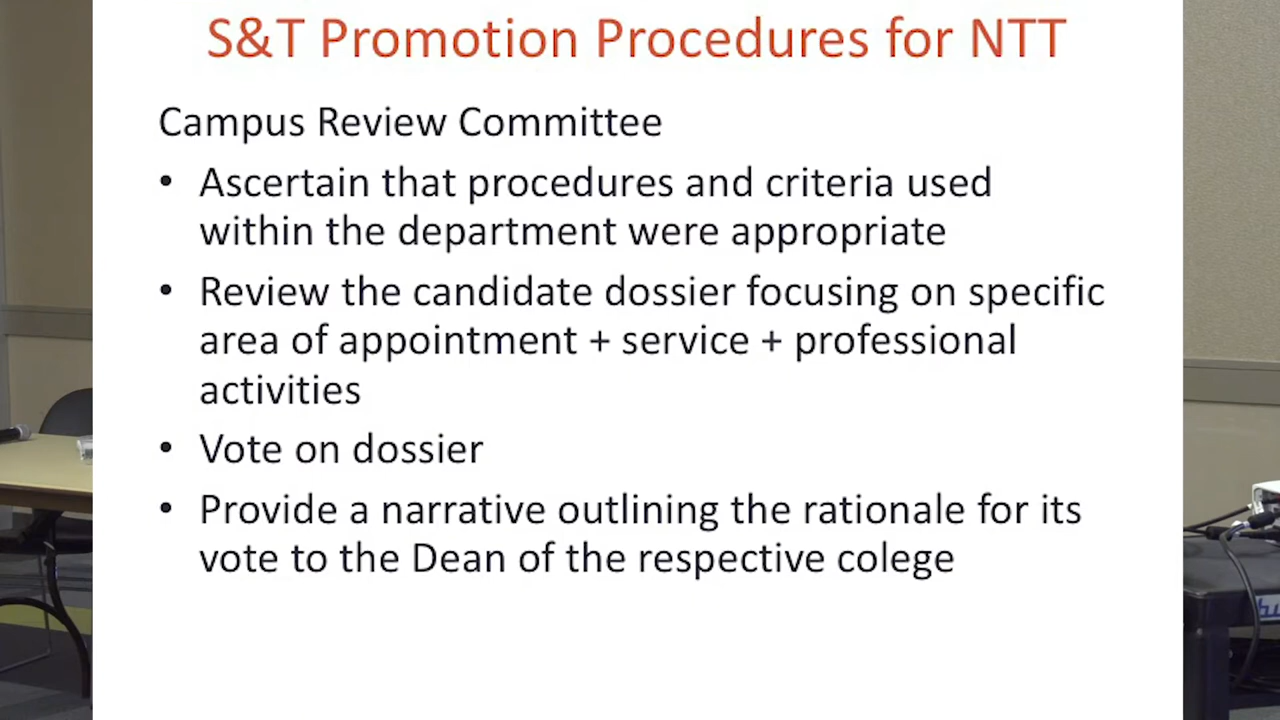 S&T Promotion Procedures for NTT
Campus Review Committee
• Ascertain that procedures and criteria used
within the department were appropriate
• Review the candidate dossier focusing on specific
area of appointment + service + professional
activities
• Vote on dossier
• Provide a narrative outlining the rationale for its
vote to the Dean of the respective colege